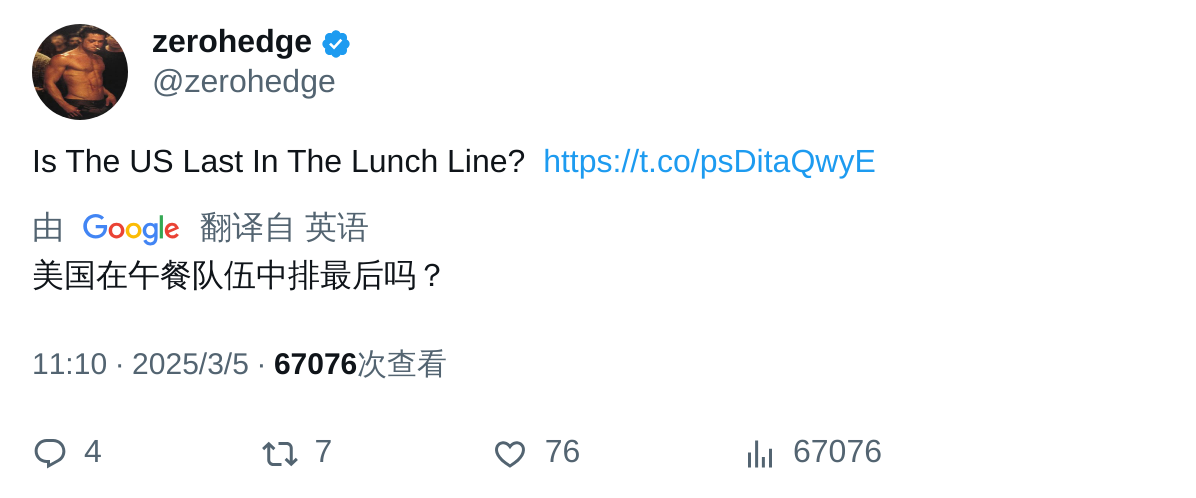 zerohedge
@zerohedge
Is The US Last In The Lunch Line? https://t.co/psDitaQwyE
由 Google 翻译自 英语
美国在午餐队伍中排最后吗？
11:10 · 2025/3/5 · 67076次查看
4 7 76 67076